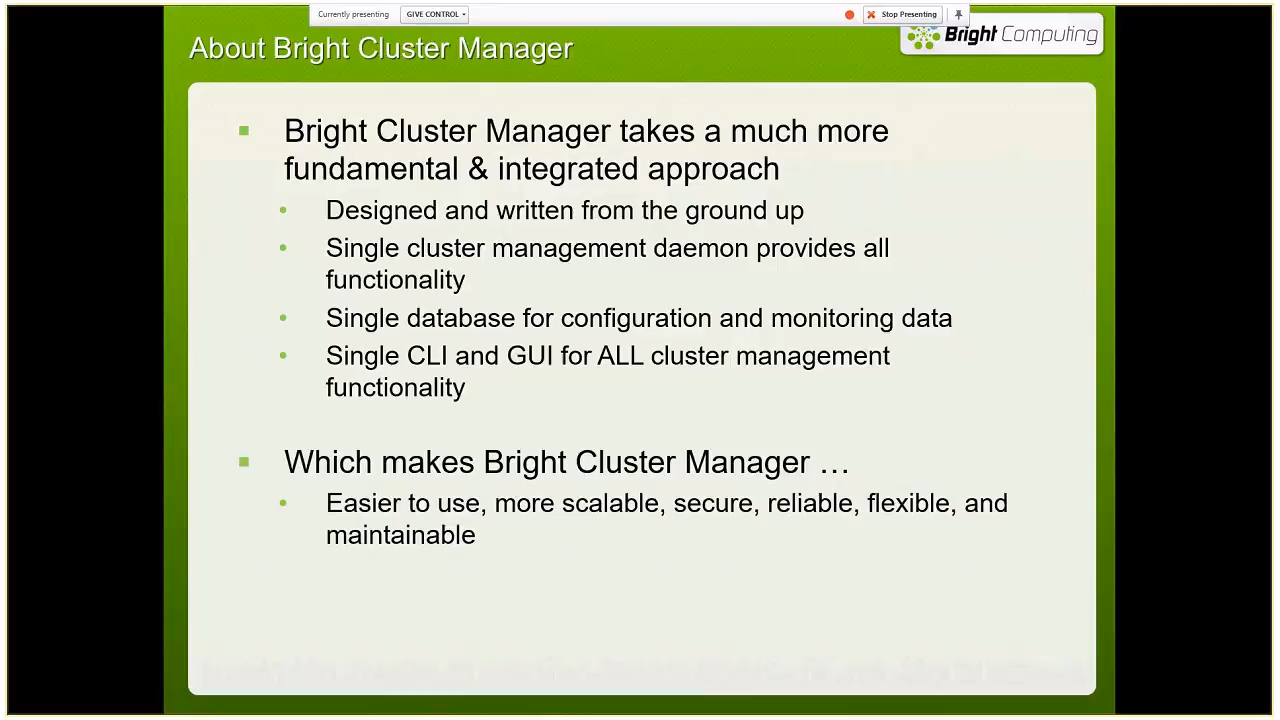 Currently presenting GIVE CONTROL Stop Presenting
Bright Computing
About Bright Cluster Manager
Bright Cluster Manager takes a much more
fundamental & integrated approach
Designed and written from the ground up
Single cluster management daemon provides all
functionality
Single database for configuration and monitoring data
Single CLI and GUI for ALL cluster management
functionality
Which makes Bright Cluster Manager …
Easier to use, more scalable, secure, reliable, flexible, and
maintainable